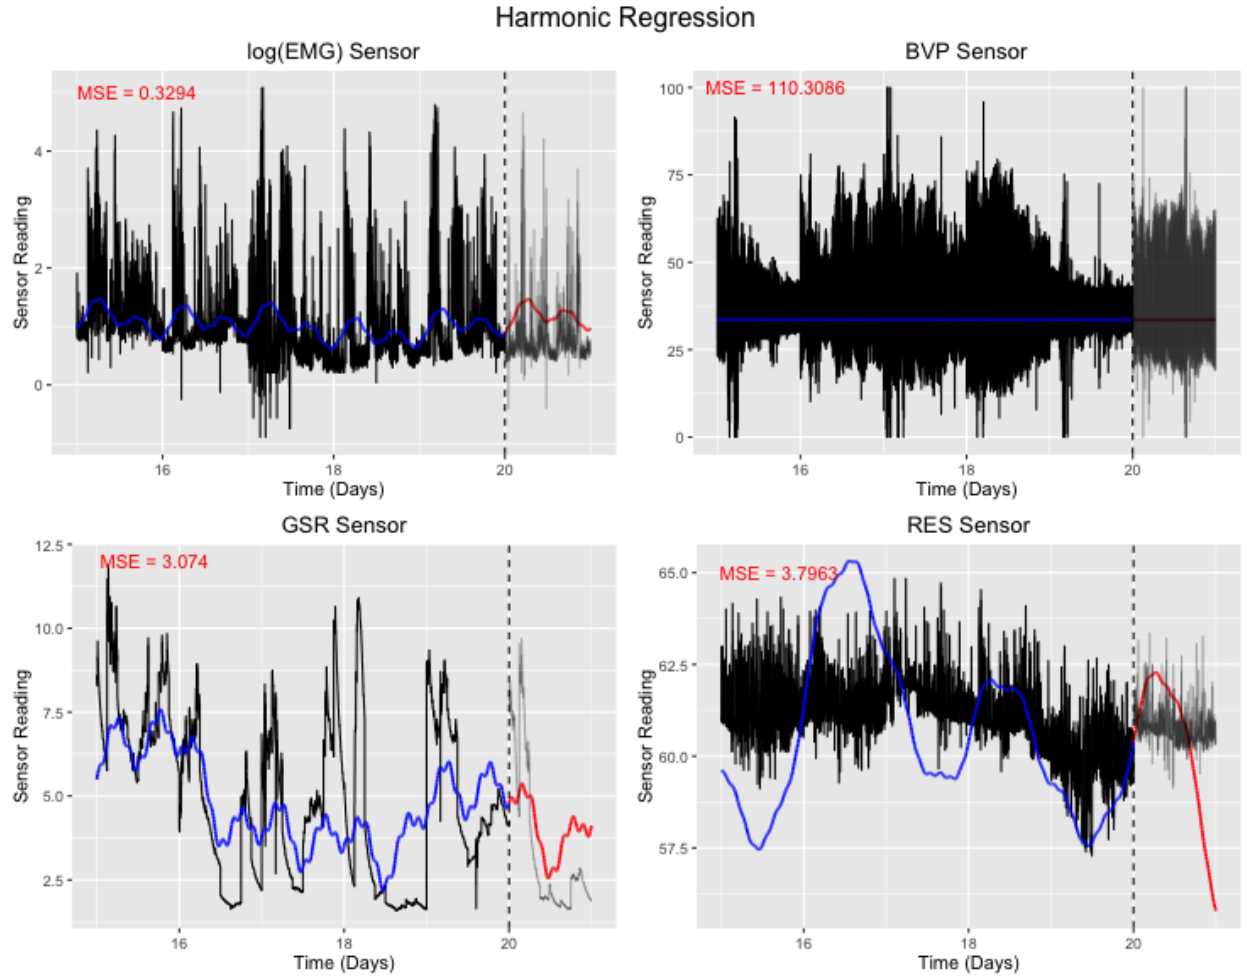 Harmonic Regression
log(EMG) Sensor
MSE = 0.3294
4
2
0
Sensor Reading
16
18
20
Time (Days)
BVP Sensor
MSE = 110.3086
100
75
50
25
0
Sensor Reading
16
18
20
Time (Days)
GSR Sensor
MSE = 3.074
12.5
10.0
7.5
5.0
2.5
Sensor Reading
16
18
20
Time (Days)
RES Sensor
MSE = 3.7963
65.0
62.5
60.0
57.5
Sensor Reading
16
18
20
Time (Days)